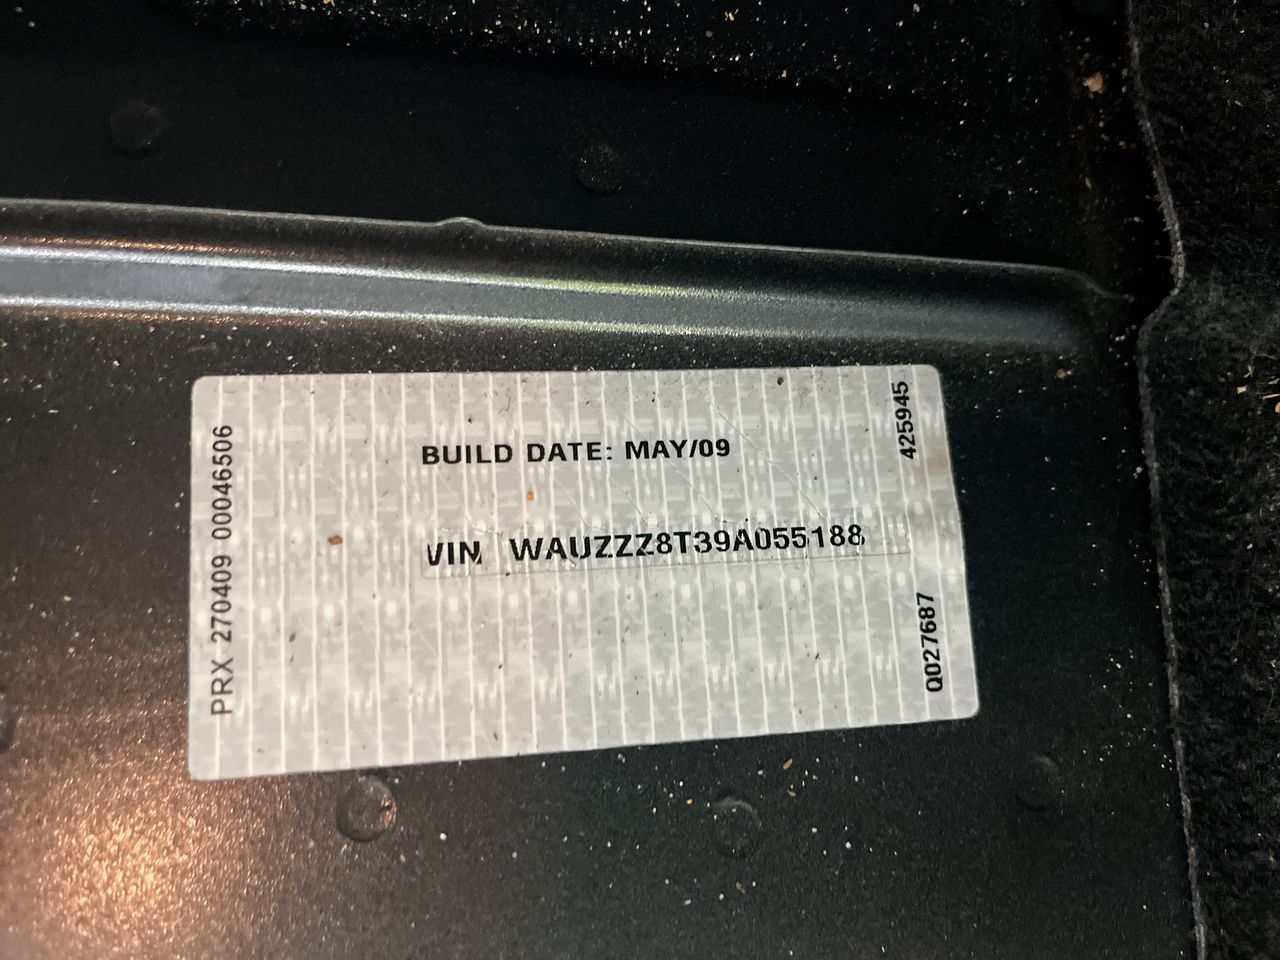 PRX 270409 00046506
BUILD DATE: MAY/09
VIN WAUZZZ8T39A055188
425945
Q027687